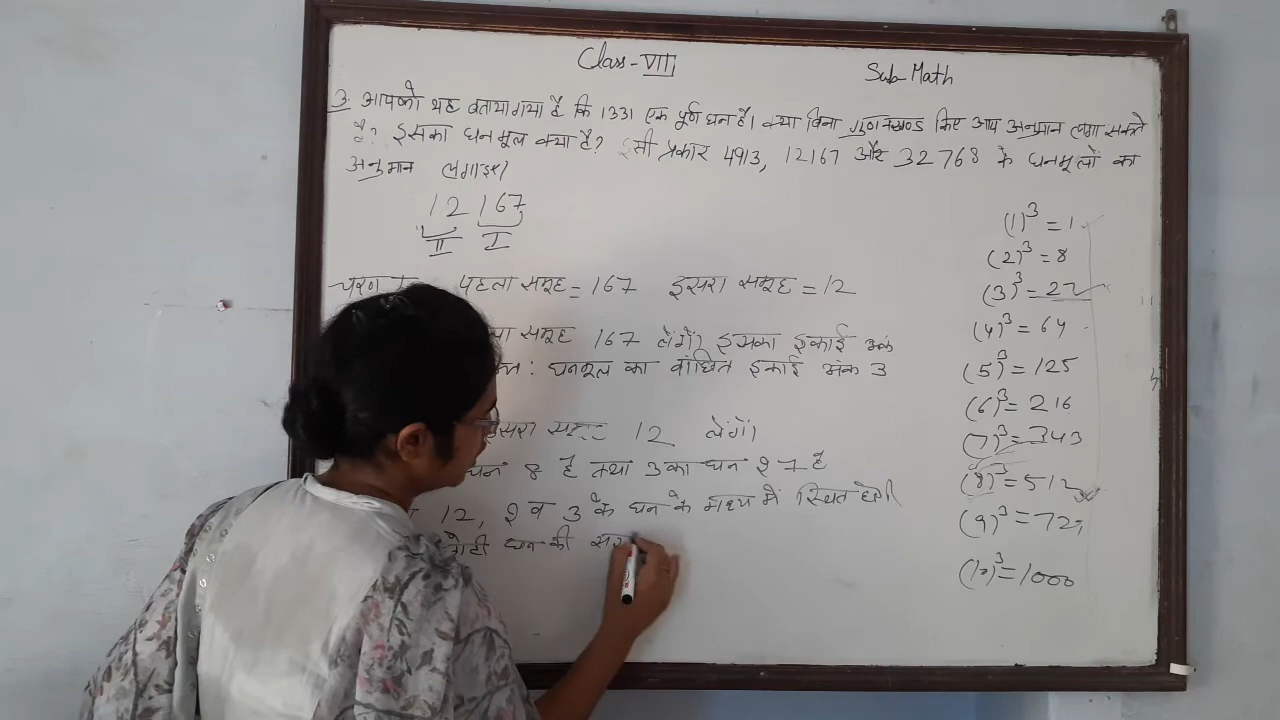 Class-VIII
Sub Math
3. आपको यह बताया गया है कि 1331 एक पूर्ण घन है। क्या बिना गुणनखण्ड किए आप अनुमान लगा सकते
है? इसका घनमूल क्या है? इसी प्रकार 4913, 12167 और 32768 के घनमूलों का
अनुमान लगाइए।
12 167
II I
चरण I पहला समूह = 167 दूसरा समूह = 12
समूह 167 लेंगें। इसका इकाई अंक
: घनमूल का वांछित इकाई अंक 3
दूसरा समूह 12 लेंगें।
घन 8 है तथा 3 का घन 27 है
12, 2 व 3 के घन के मध्य में स्थित होगी
घन की
(1)³ = 1
(2)³ = 8
(3)³ = 27
(4)³ = 64
(5)³ = 125
(6)³ = 216
(7)³ = 343
(8)³ = 512
(9)³ = 729
(10)³ = 1000